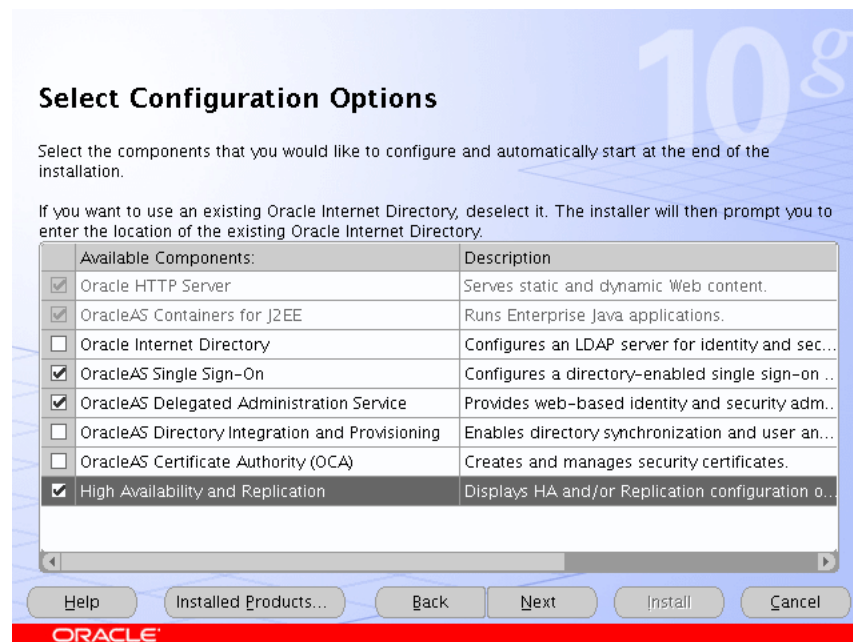 10g
Select Configuration Options
Select the components that you would like to configure and automatically start at the end of the
installation.
If you want to use an existing Oracle Internet Directory, deselect it. The installer will then prompt you to
enter the location of the existing Oracle Internet Directory.
Available Components: Description
Oracle HTTP Server Serves static and dynamic Web content.
OracleAS Containers for J2EE Runs Enterprise Java applications.
Oracle Internet Directory Configures an LDAP server for identity and sec...
OracleAS Single Sign-On Configures a directory-enabled single sign-on ..
OracleAS Delegated Administration Service Provides web-based identity and security adm..
OracleAS Directory Integration and Provisioning Enables directory synchronization and user an...
OracleAS Certificate Authority (OCA) Creates and manages security certificates.
High Availability and Replication Displays HA and/or Replication configuration o...
Help Installed Products... Back Next Install Cancel
ORACLE